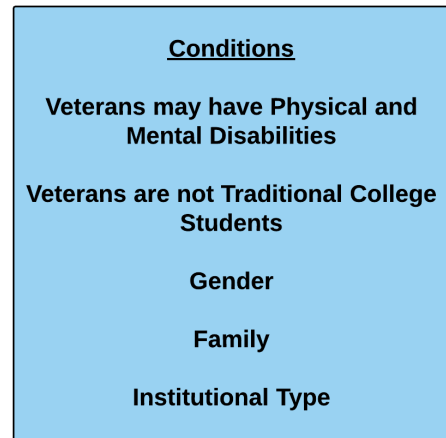 Conditions
Veterans may have Physical and
Mental Disabilities
Veterans are not Traditional College
Students
Gender
Family
Institutional Type